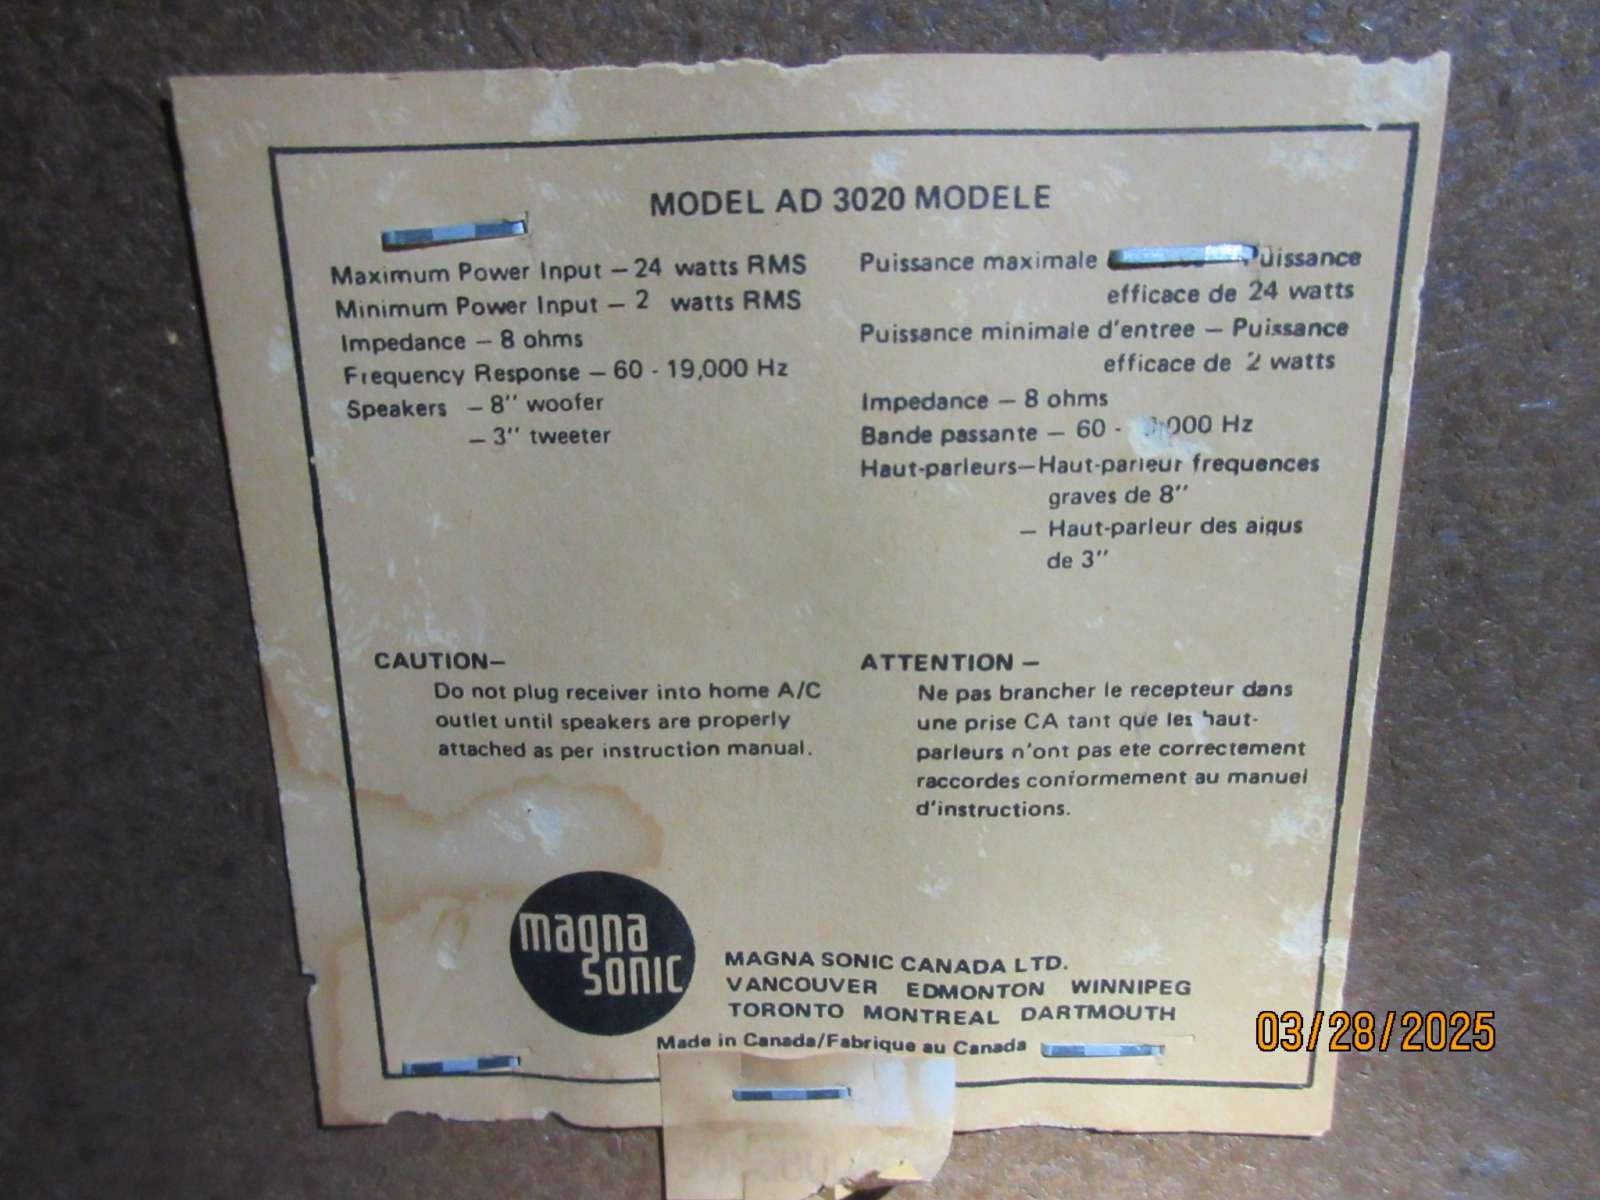 MODEL AD 3020 MODELE
Maximum Power Input – 24 watts RMS
Minimum Power Input – 2 watts RMS
Impedance – 8 ohms
Frequency Response – 60 - 19,000 Hz
Speakers – 8" woofer
– 3" tweeter
Puissance maximale Puissance
efficace de 24 watts
Puissance minimale d'entree – Puissance
efficace de 2 watts
Impedance – 8 ohms
Bande passante – 60 - ,000 Hz
Haut-parleurs–Haut-parleur frequences
graves de 8"
– Haut-parleur des aigus
de 3"
CAUTION–
Do not plug receiver into home A/C
outlet until speakers are properly
attached as per instruction manual.
ATTENTION –
Ne pas brancher le recepteur dans
une prise CA tant que les haut-
parleurs n'ont pas ete correctement
raccordes conformement au manuel
d'instructions.
magna
SONIC
MAGNA SONIC CANADA LTD.
VANCOUVER EDMONTON WINNIPEG
TORONTO MONTREAL DARTMOUTH
Made in Canada/Fabrique au Canada
03/28/2025